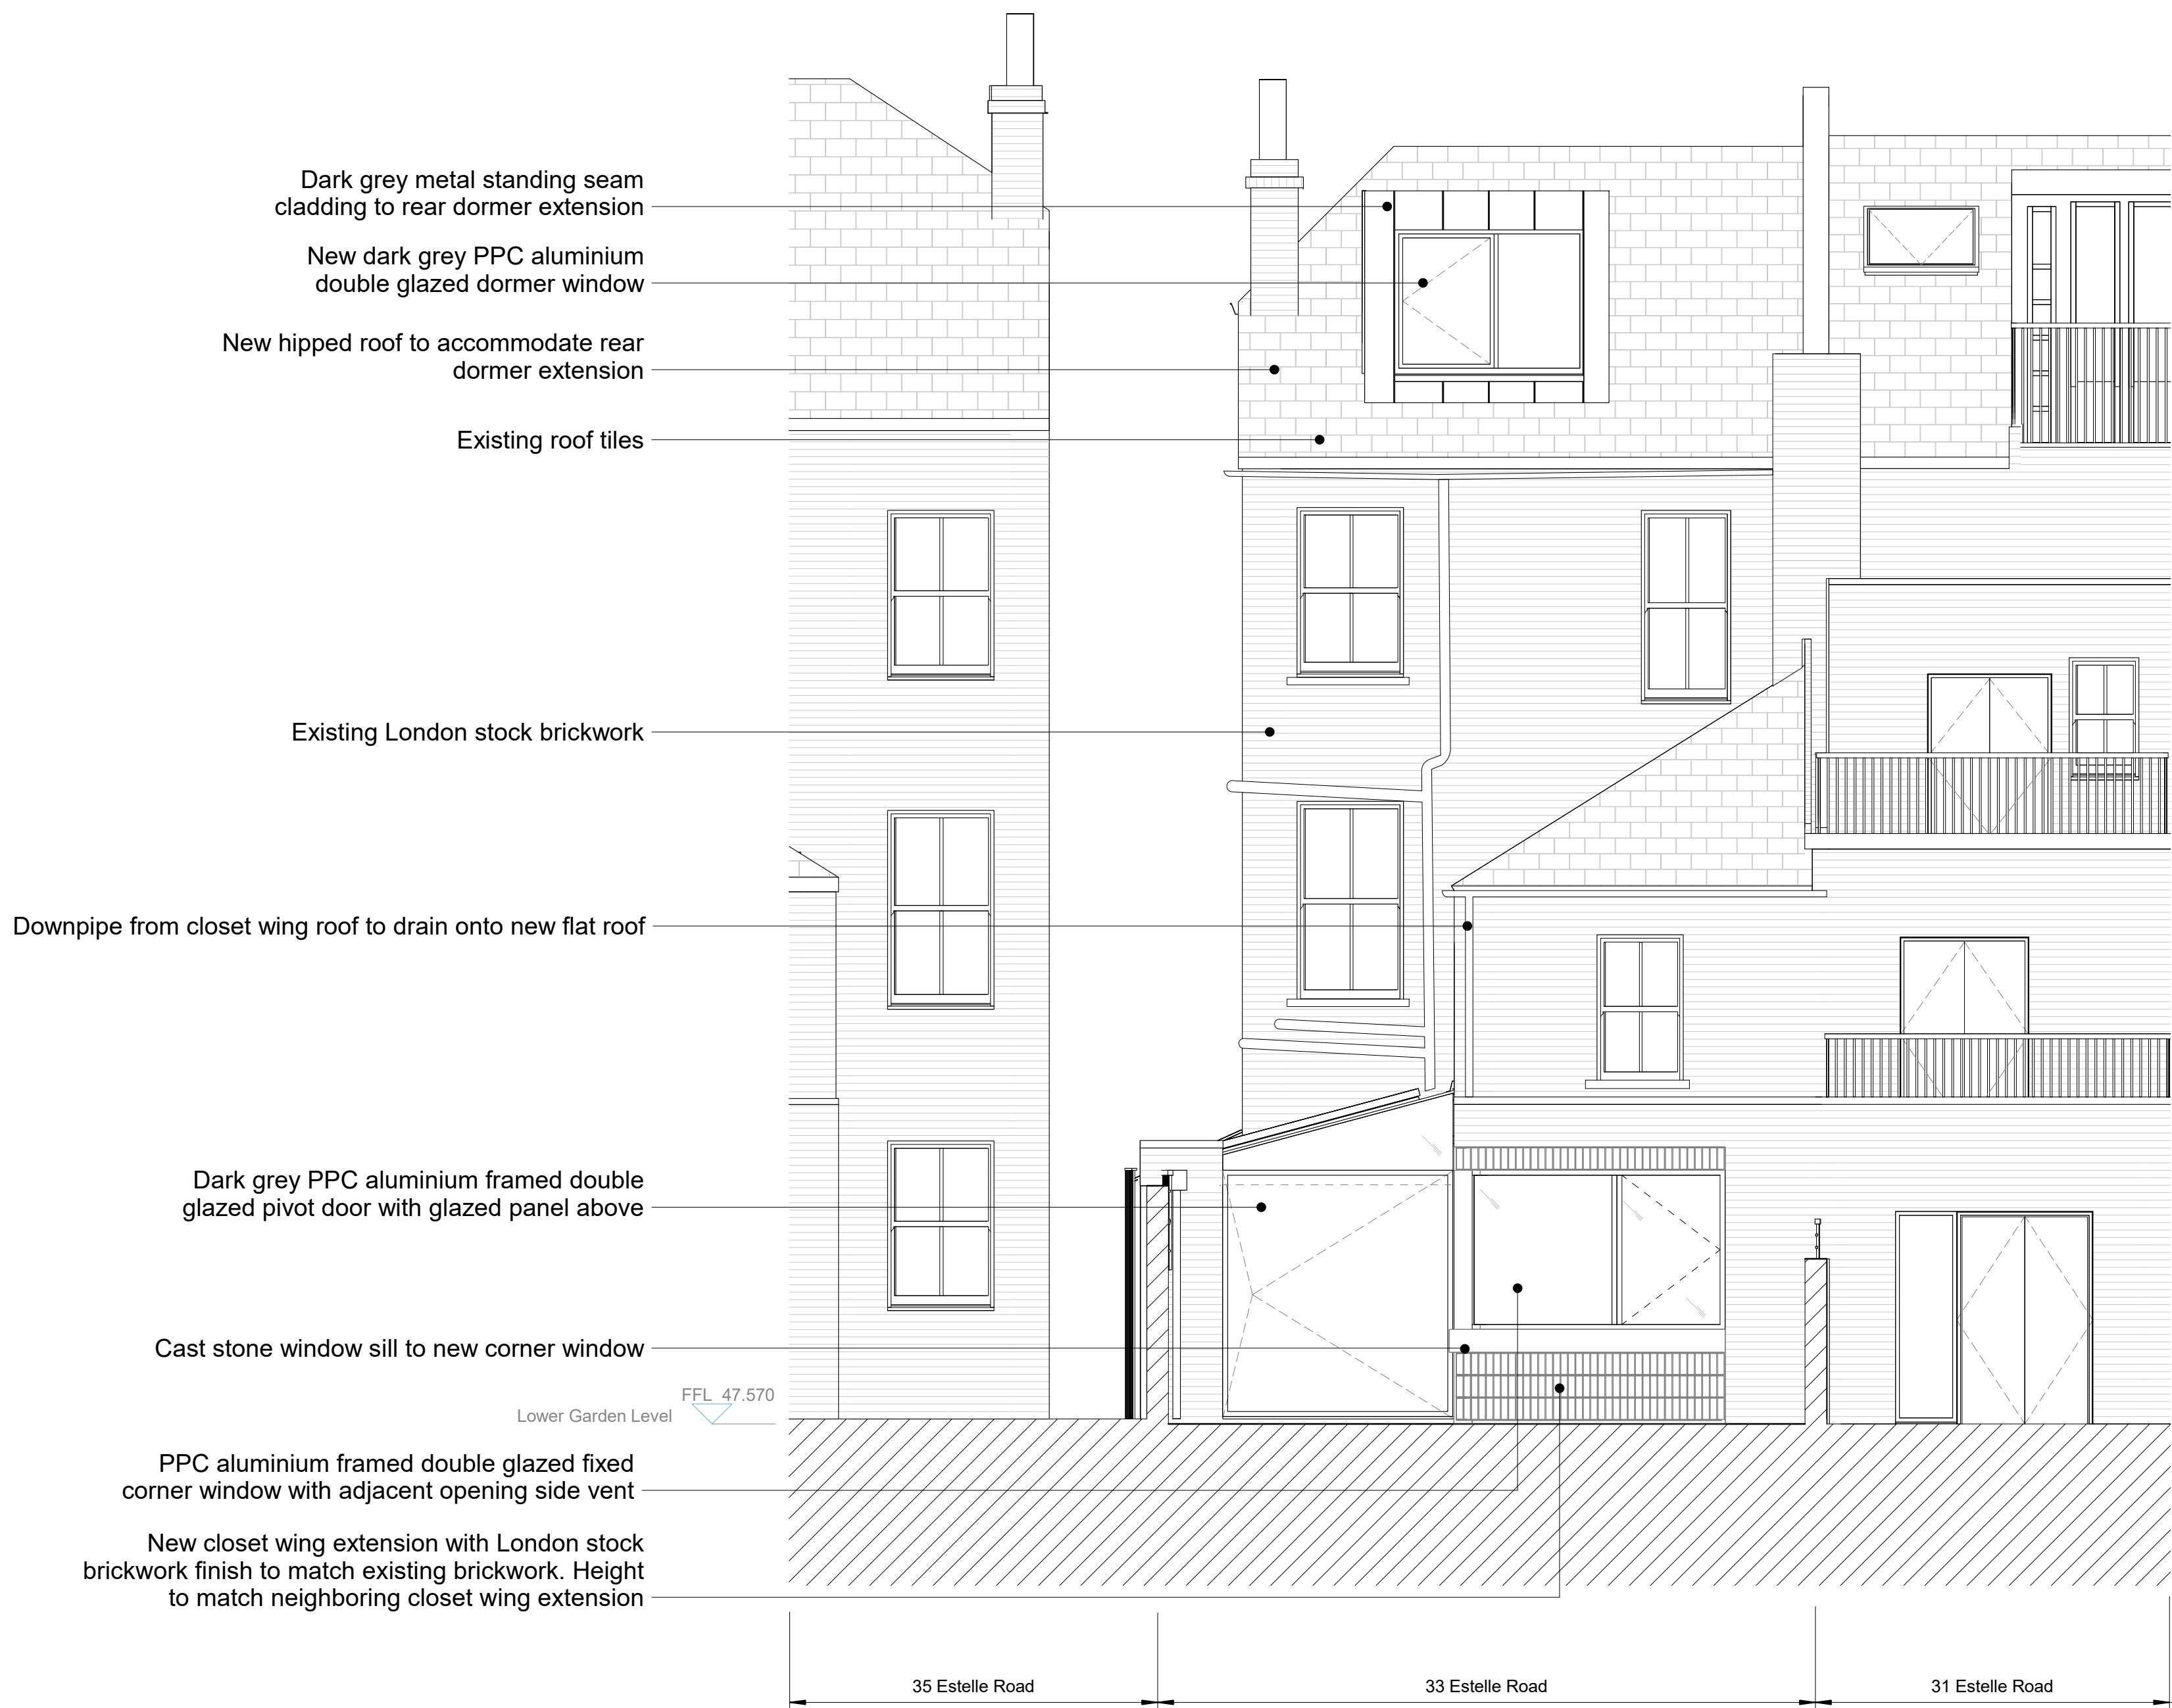 Dark grey metal standing seam
cladding to rear dormer extension
New dark grey PPC aluminium
double glazed dormer window
New hipped roof to accommodate rear
dormer extension
Existing roof tiles
Existing London stock brickwork
Downpipe from closet wing roof to drain onto new flat roof
Dark grey PPC aluminium framed double
glazed pivot door with glazed panel above
Cast stone window sill to new corner window
FFL 47.570
Lower Garden Level
PPC aluminium framed double glazed fixed
corner window with adjacent opening side vent
New closet wing extension with London stock
brickwork finish to match existing brickwork. Height
to match neighboring closet wing extension
35 Estelle Road
33 Estelle Road
31 Estelle Road